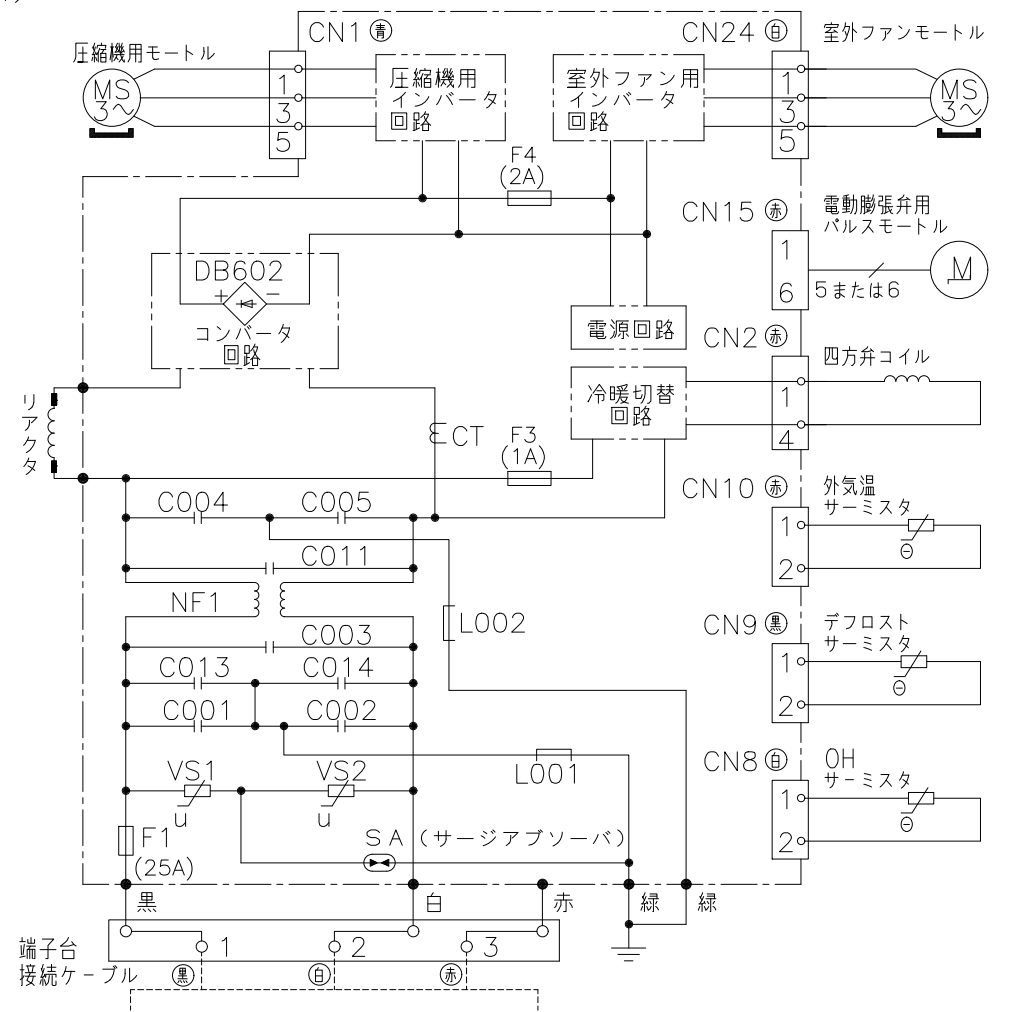 CN1 青
圧縮機用モートル
MS
3～
1
3
5
圧縮機用
インバータ
回路
室外ファン用
インバータ
回路
CN24 白
1
3
5
室外ファンモートル
MS
3～
F4
(2A)
CN15 赤
1
6
電動膨張弁用
パルスモートル
M
5または6
DB602
+ −
コンバータ
回路
電源回路
CN2 赤
1
4
四方弁コイル
冷暖切替
回路
リアクタ
CT
F3
(1A)
CN10 赤
1
2
外気温
サーミスタ
θ
C004
C005
C011
NF1
L002
C003
CN9 黒
1
2
デフロスト
サーミスタ
θ
C013
C014
C001
C002
L001
CN8 白
1
2
OH
サーミスタ
θ
VS1
VS2
u
u
F1
(25A)
SA（サージアブソーバ）
黒
白
赤
緑
緑
1
2
3
端子台
接続ケーブル
黒
白
赤